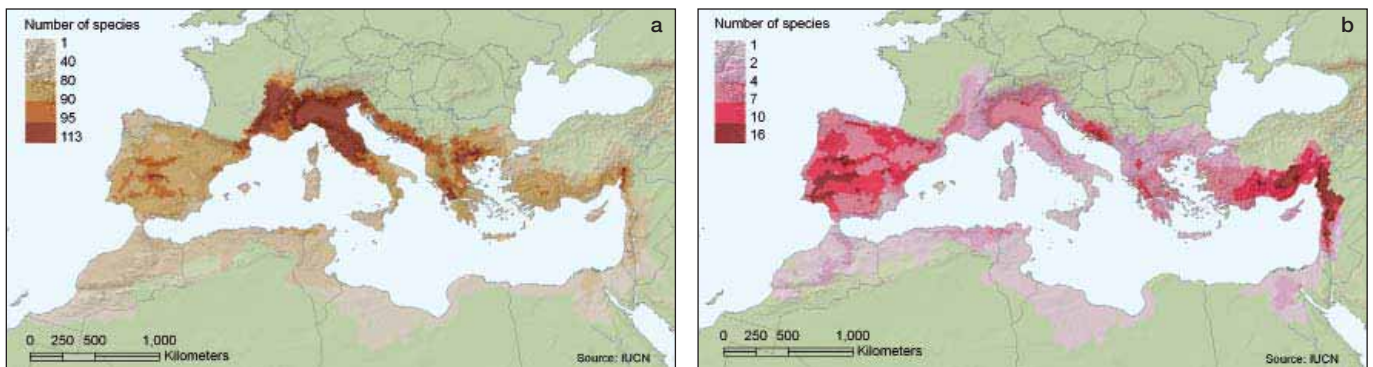 a
Number of species
1
40
80
90
95
113
0 250 500 1,000
Kilometers
Source: IUCN
b
Number of species
1
2
4
7
10
16
0 250 500 1,000
Kilometers
Source: IUCN